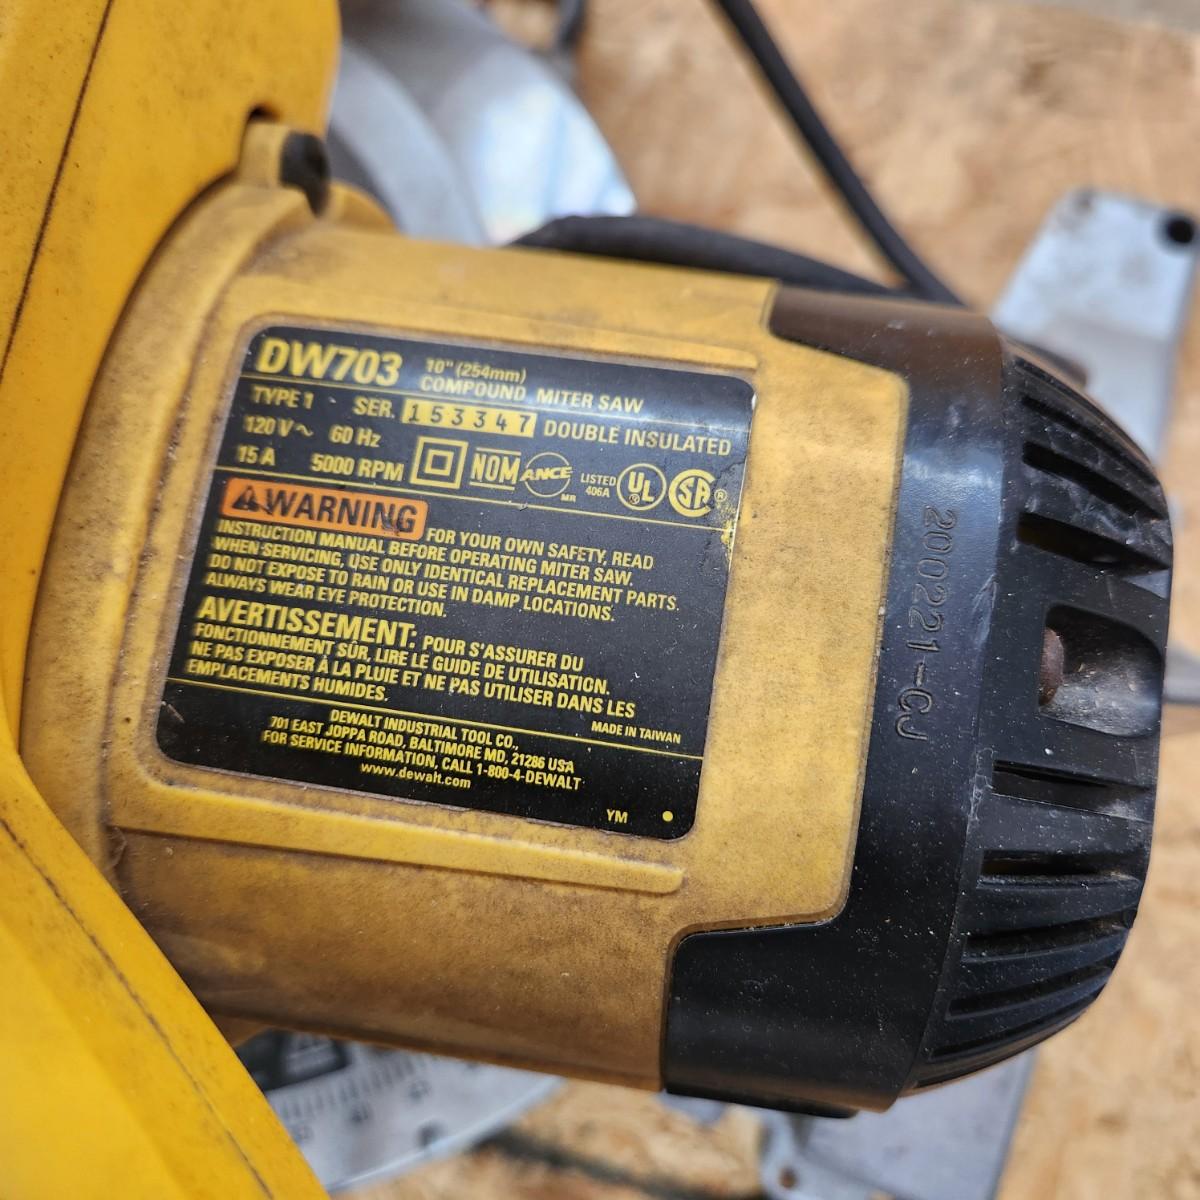 DW703 10" (254mm)
COMPOUND MITER SAW
TYPE 1 SER. 153347 DOUBLE INSULATED
120 V ~ 60 Hz
15 A 5000 RPM NOM ANCE MR LISTED 406A UL ® SA ®
WARNING FOR YOUR OWN SAFETY, READ
INSTRUCTION MANUAL BEFORE OPERATING MITER SAW.
WHEN SERVICING, USE ONLY IDENTICAL REPLACEMENT PARTS.
DO NOT EXPOSE TO RAIN OR USE IN DAMP LOCATIONS.
ALWAYS WEAR EYE PROTECTION.
AVERTISSEMENT: POUR S'ASSURER DU
FONCTIONNEMENT SÛR, LIRE LE GUIDE DE UTILISATION.
NE PAS EXPOSER À LA PLUIE ET NE PAS UTILISER DANS LES
EMPLACEMENTS HUMIDES.
MADE IN TAIWAN
DEWALT INDUSTRIAL TOOL CO.,
701 EAST JOPPA ROAD, BALTIMORE MD, 21286 USA
FOR SERVICE INFORMATION, CALL 1-800-4-DEWALT
www.dewalt.com
YM
200221-CJ